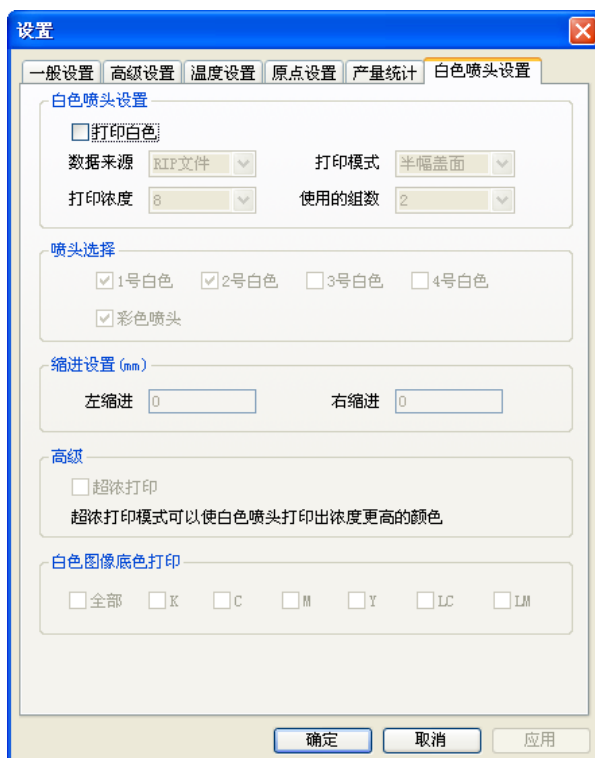 设置
一般设置 高级设置 温度设置 原点设置 产量统计 白色喷头设置
白色喷头设置
打印白色
数据来源 RIP文件 打印模式 半幅盖面
打印浓度 8 使用的组数 2
喷头选择
1号白色 2号白色 3号白色 4号白色
彩色喷头
缩进设置(mm)
左缩进 0 右缩进 0
高级
超浓打印
超浓打印模式可以使白色喷头打印出浓度更高的颜色
白色图像底色打印
全部 K C M Y LC LM
确定 取消 应用